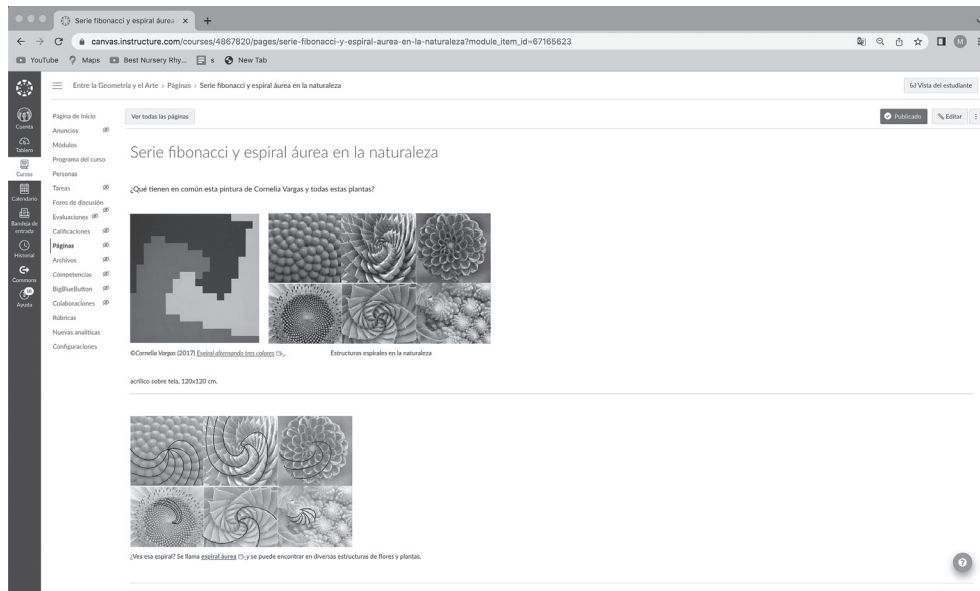 Serie fibonacci y espiral áurea
canvas.instructure.com/courses/4867820/pages/serie-fibonacci-y-espiral-aurea-en-la-naturaleza?module_item_id=67165623
YouTube Maps Best Nursery Rhy... s New Tab
Entre la Geometría y el Arte > Páginas > Serie fibonacci y espiral áurea en la naturaleza
Vista del estudiante
Cuenta
Tablero
Cursos
Calendario
Bandeja de
entrada
Historial
Commons
Ayuda
Página de Inicio
Anuncios
Módulos
Programa del curso
Personas
Tareas
Foros de discusión
Evaluaciones
Calificaciones
Páginas
Archivos
Competencias
BigBlueButton
Colaboraciones
Rúbricas
Nuevas analíticas
Configuraciones
Ver todas las páginas
Publicado
Editar
Serie fibonacci y espiral áurea en la naturaleza
¿Qué tienen en común esta pintura de Cornelia Vargas y todas estas plantas?
©Cornelia Vargas (2017) Espiral alternando tres colores , Estructuras espirales en la naturaleza
acrílico sobre tela, 120x120 cm.
¿Ves esa espiral? Se llama espiral áurea y se puede encontrar en diversas estructuras de flores y plantas.